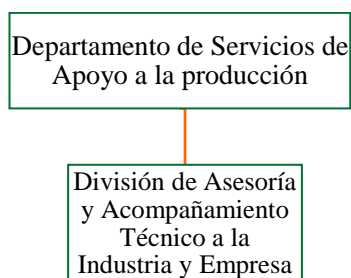 Departamento de Servicios de
Apoyo a la producción
División de Asesoría
y Acompañamiento
Técnico a la
Industria y Empresa